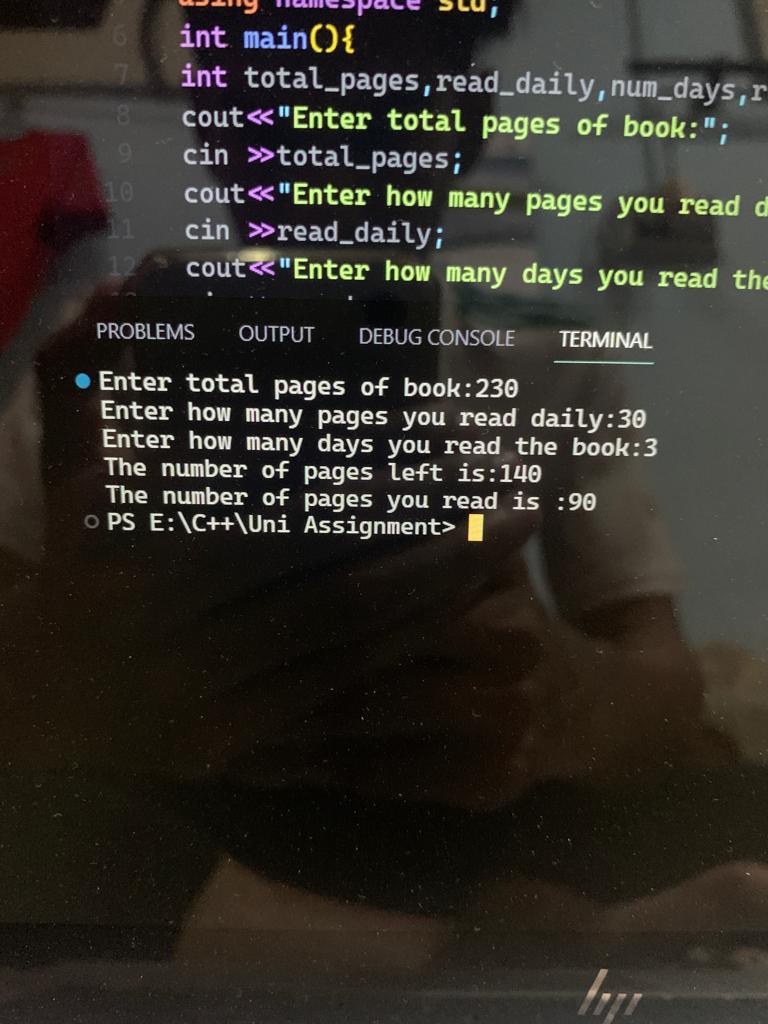 using namespace std;
6 int main(){
7 int total_pages,read_daily,num_days,r
8 cout<<"Enter total pages of book:";
9 cin >>total_pages;
10 cout<<"Enter how many pages you read d
11 cin >>read_daily;
12 cout<<"Enter how many days you read the
PROBLEMS OUTPUT DEBUG CONSOLE TERMINAL
Enter total pages of book:230
Enter how many pages you read daily:30
Enter how many days you read the book:3
The number of pages left is:140
The number of pages you read is :90
PS E:\C++\Uni Assignment>
hp